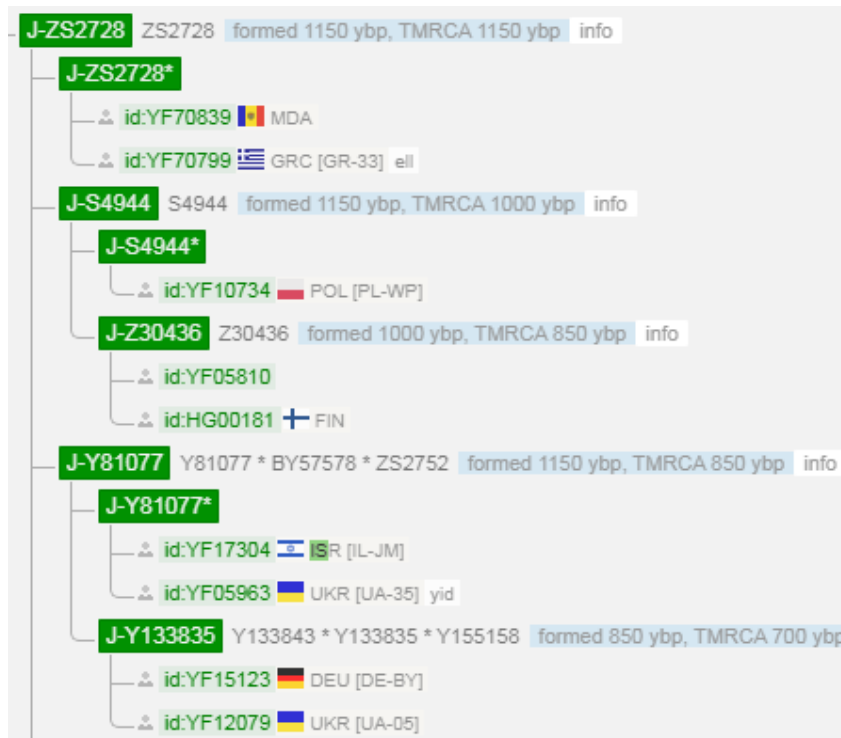 J-ZS2728 ZS2728 formed 1150 ybp, TMRCA 1150 ybp info
J-ZS2728*
id:YF70839 MDA
id:YF70799 GRC [GR-33] ell
J-S4944 S4944 formed 1150 ybp, TMRCA 1000 ybp info
J-S4944*
id:YF10734 POL [PL-WP]
J-Z30436 Z30436 formed 1000 ybp, TMRCA 850 ybp info
id:YF05810
id:HG00181 FIN
J-Y81077 Y81077 * BY57578 * ZS2752 formed 1150 ybp, TMRCA 850 ybp info
J-Y81077*
id:YF17304 ISR [IL-JM]
id:YF05963 UKR [UA-35] yid
J-Y133835 Y133843 * Y133835 * Y155158 formed 850 ybp, TMRCA 700 ybp
id:YF15123 DEU [DE-BY]
id:YF12079 UKR [UA-05]